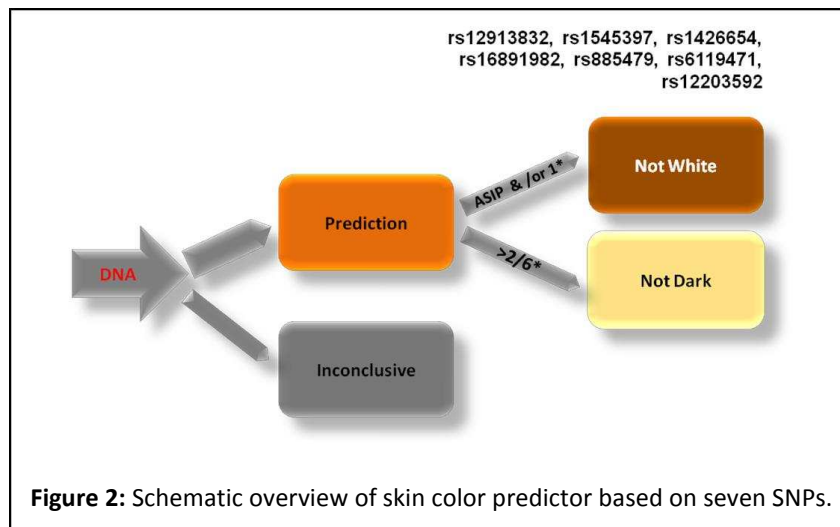 rs12913832, rs1545397, rs1426654,
rs16891982, rs885479, rs6119471,
rs12203592
Not White
ASIP & /or 1*
Prediction
>2/6*
Not Dark
DNA
Inconclusive
Figure 2: Schematic overview of skin color predictor based on seven SNPs.